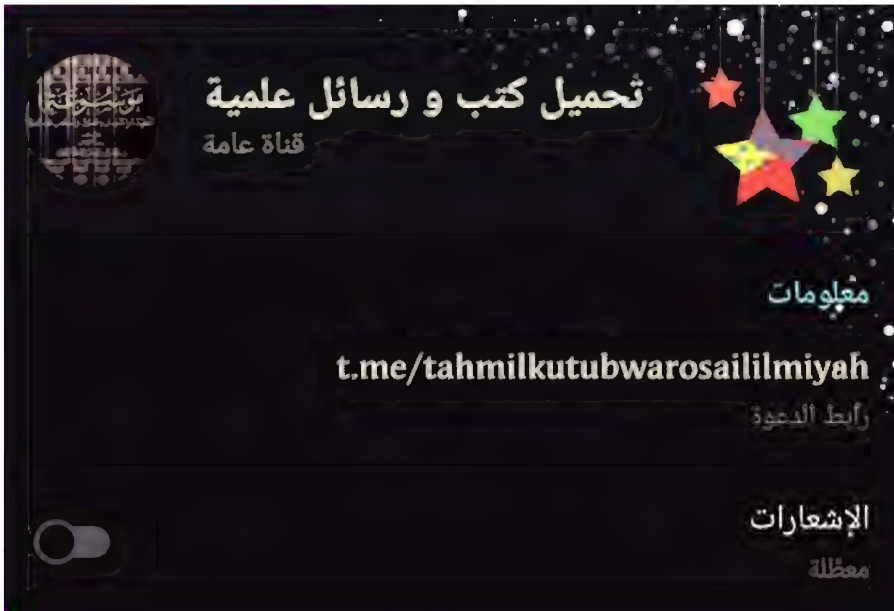 تحميل كتب و رسائل علمية
قناة عامة
معلومات
t.me/tahmilkutubwarosaililmiyah
رابط الدعوة
الإشعارات
معطلة